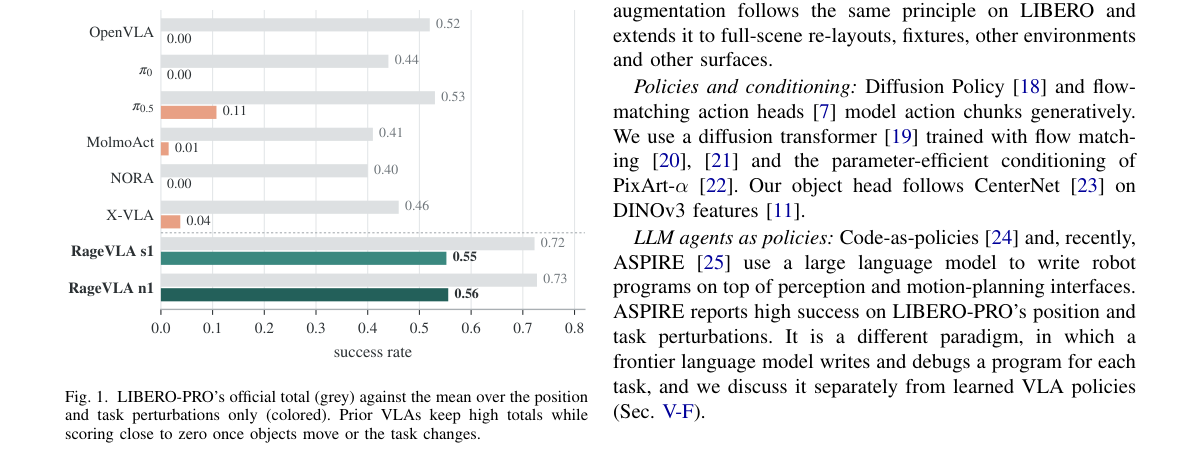 OpenVLA
0.52
0.00
π0
0.44
0.00
π0.5
0.53
0.11
MolmoAct
0.41
0.01
NORA
0.40
0.00
X-VLA
0.46
0.04
RageVLA s1
0.72
0.55
RageVLA n1
0.73
0.56
0.0 0.1 0.2 0.3 0.4 0.5 0.6 0.7 0.8
success rate
Fig. 1. LIBERO-PRO's official total (grey) against the mean over the position
and task perturbations only (colored). Prior VLAs keep high totals while
scoring close to zero once objects move or the task changes.
augmentation follows the same principle on LIBERO and
extends it to full-scene re-layouts, fixtures, other environments
and other surfaces.
Policies and conditioning: Diffusion Policy [18] and flow-
matching action heads [7] model action chunks generatively.
We use a diffusion transformer [19] trained with flow match-
ing [20], [21] and the parameter-efficient conditioning of
PixArt-α [22]. Our object head follows CenterNet [23] on
DINOv3 features [11].
LLM agents as policies: Code-as-policies [24] and, recently,
ASPIRE [25] use a large language model to write robot
programs on top of perception and motion-planning interfaces.
ASPIRE reports high success on LIBERO-PRO's position and
task perturbations. It is a different paradigm, in which a
frontier language model writes and debugs a program for each
task, and we discuss it separately from learned VLA policies
(Sec. V-F).